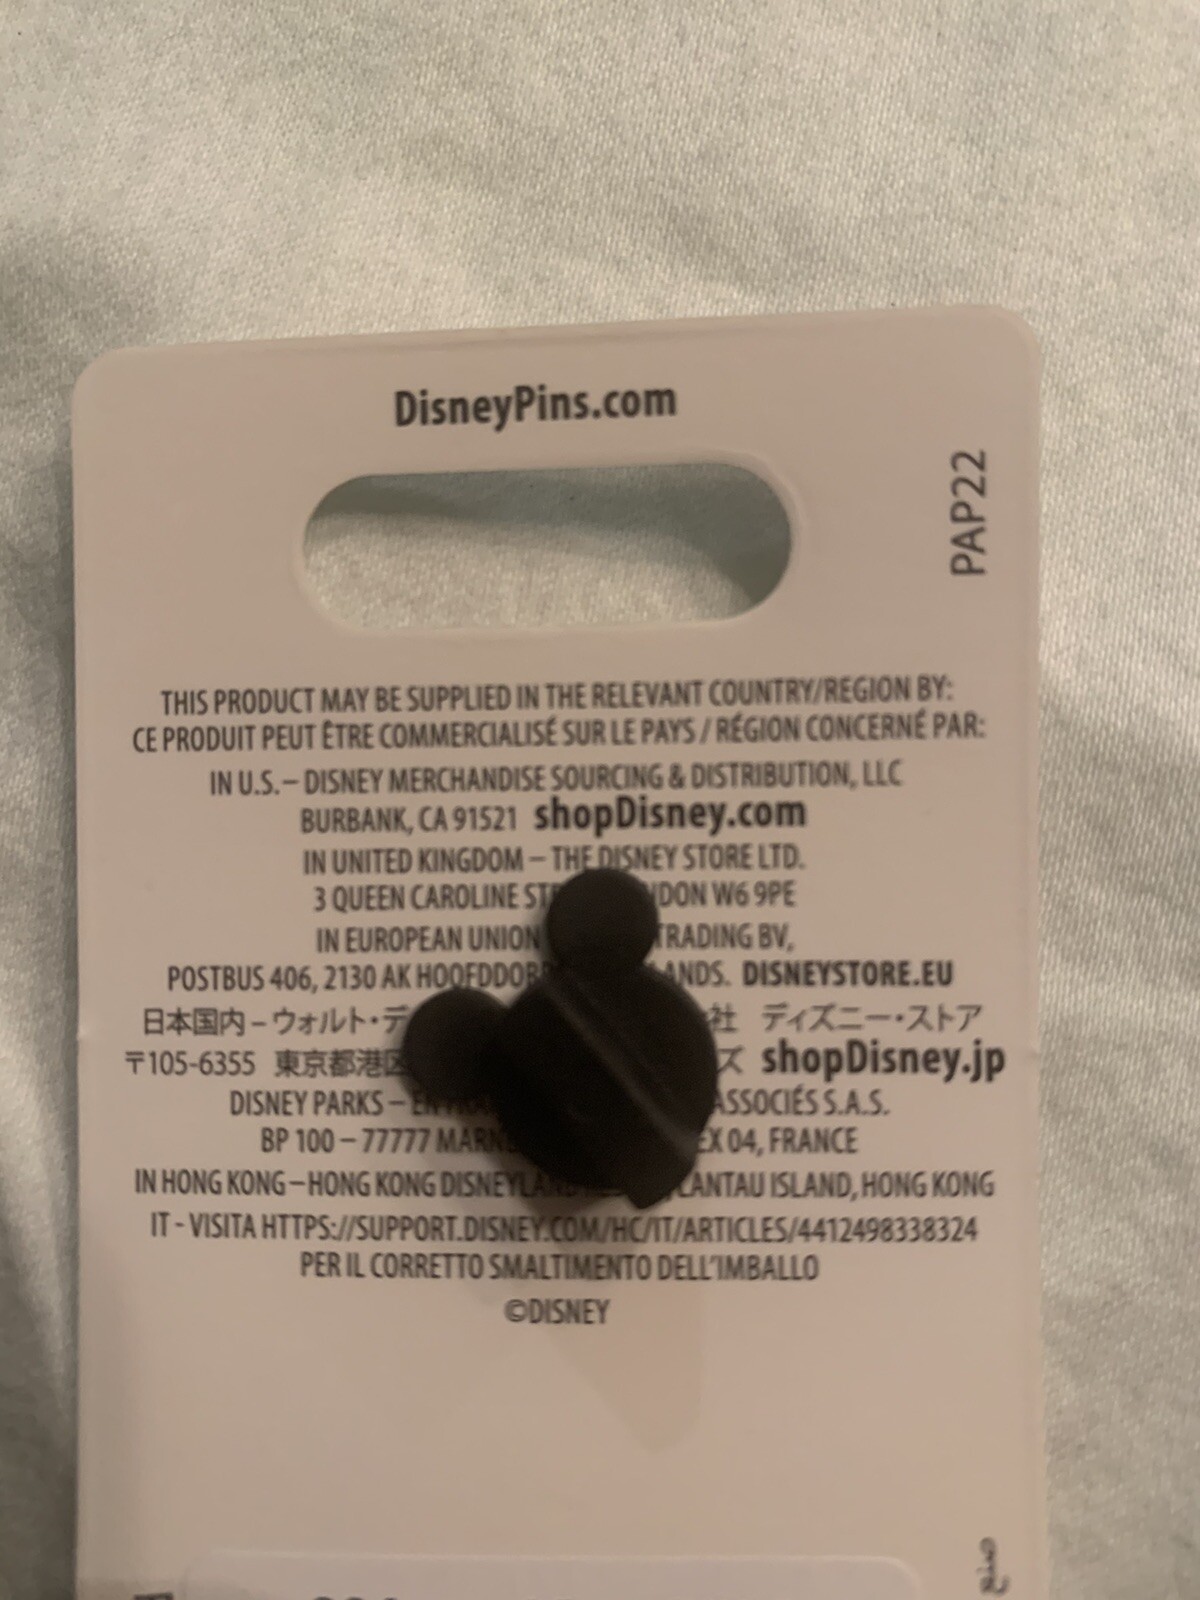 DisneyPins.com
PAP22
THIS PRODUCT MAY BE SUPPLIED IN THE RELEVANT COUNTRY/REGION BY:
CE PRODUIT PEUT ÊTRE COMMERCIALISÉ SUR LE PAYS / RÉGION CONCERNÉ PAR:
IN U.S. – DISNEY MERCHANDISE SOURCING & DISTRIBUTION, LLC
BURBANK, CA 91521 shopDisney.com
IN UNITED KINGDOM – THE DISNEY STORE LTD.
3 QUEEN CAROLINE W6 9PE
IN EUROPEAN UNION TRADING BV,
POSTBUS 406, 2130 AK DISNEYSTORE.EU
日本国内 – ウォルト・デ 社 ディズニー・ストア
〒105-6355 東京都港区 ズ shopDisney.jp
DISNEY PARKS – ASSOCIÉS S.A.S.
BP 100 – 77777 04, FRANCE
IN HONG KONG – HONG KONG LANTAU ISLAND, HONG KONG
IT - VISITA HTTPS://SUPPORT.DISNEY.COM/HC/IT/ARTICLES/4412498338324
PER IL CORRETTO SMALTIMENTO DELL'IMBALLO
©DISNEY